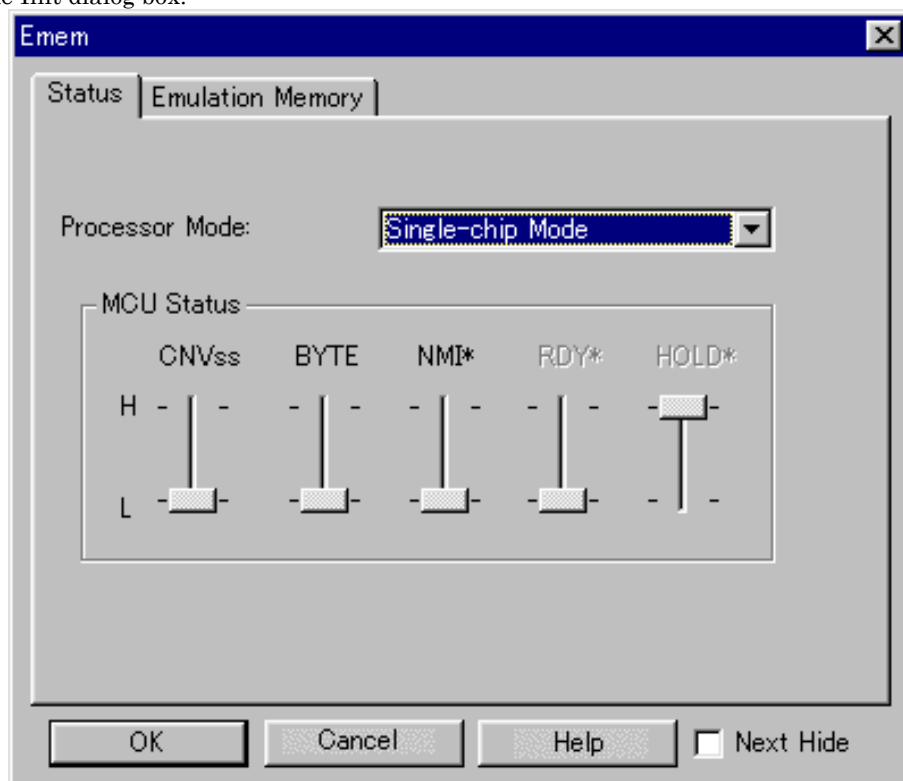 Init dialog box.
Emem
Status Emulation Memory
Processor Mode: Single-chip Mode
MCU Status
CNVss BYTE NMI* RDY* HOLD*
H
L
OK Cancel Help Next Hide